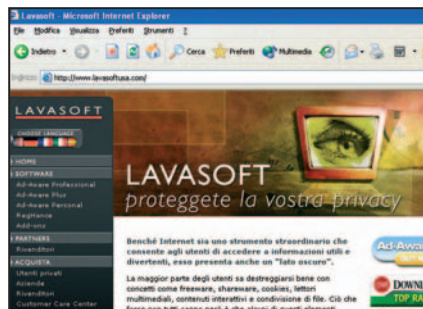 Lavasoft - Microsoft Internet Explorer
File Modifica Visualizza Preferiti Strumenti ?
Indietro Cerca Preferiti Multimedia
Indirizzo http://www.lavasoftusa.com/
LAVASOFT
CHOOSE LANGUAGE
HOME
SOFTWARE
Ad-Aware Professional
Ad-Aware Plus
Ad-Aware Personal
RegHance
Add-ons
PARTNERS
Rivenditori
ACQUISTA
Utenti privati
Aziende
Rivenditori
Customer Care Center
LAVASOFT
proteggete la vostra privacy
Benché Internet sia uno strumento straordinario che
consente agli utenti di accedere a informazioni utili e
divertenti, esso presenta anche un "lato oscuro".
La maggior parte degli utenti sa destreggiarsi bene con
concetti come freeware, shareware, cookies, lettori
multimediali, contenuti interattivi e condivisione di file. Ciò che
Ad-Awa
DOWNL
TOP RA